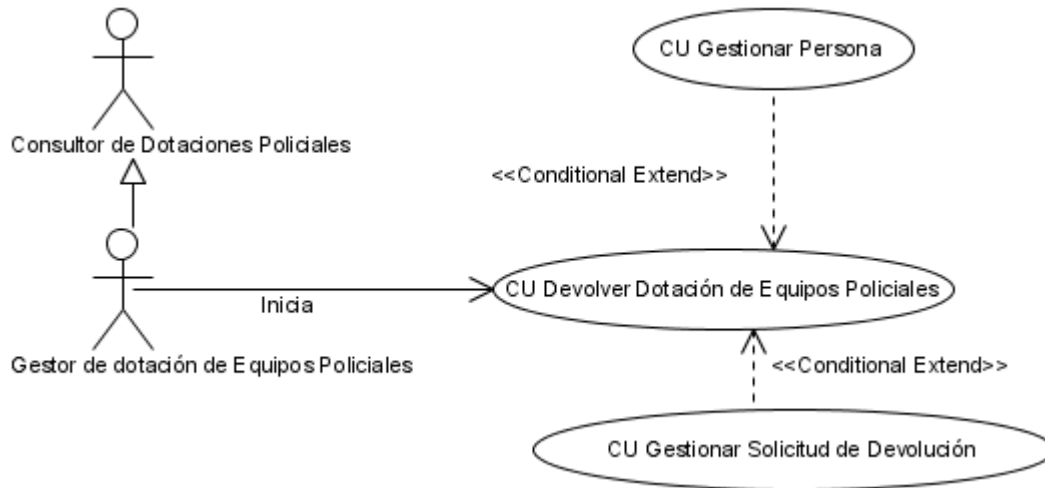 CU Gestionar Persona
Consultor de Dotaciones Policiales
<<Conditional Extend>>
CU Devolver Dotación de Equipos Policiales
Inicia
Gestor de dotación de Equipos Policiales
<<Conditional Extend>>
CU Gestionar Solicitud de Devolución